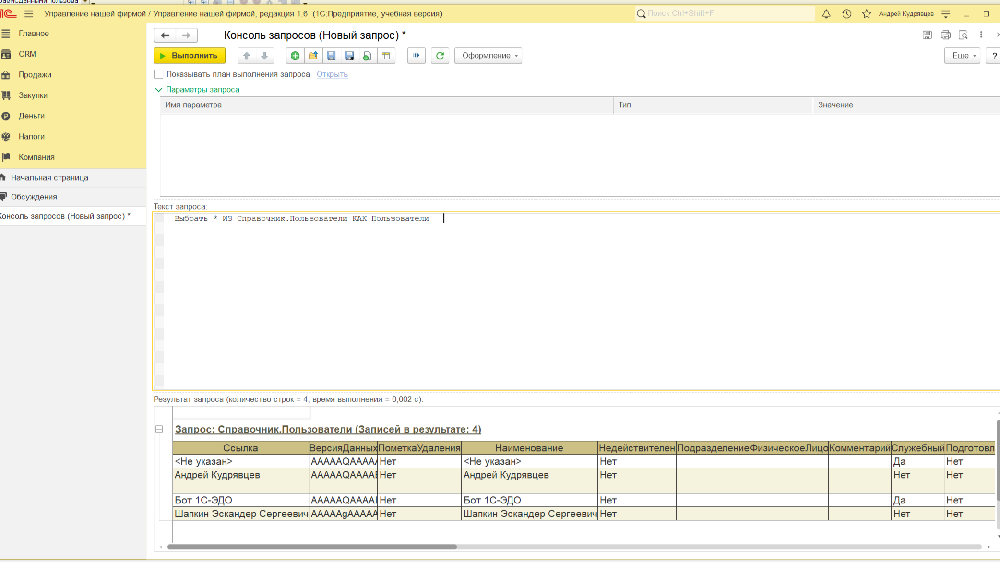 Управление нашей фирмой / Управление нашей фирмой, редакция 1.6 (1С:Предприятие, учебная версия)
Поиск Ctrl+Shift+F
Андрей Кудрявцев
Главное
CRM
Продажи
Закупки
Деньги
Налоги
Компания
Начальная страница
Обсуждения
Консоль запросов (Новый запрос) *
Консоль запросов (Новый запрос) *
Выполнить
Оформление
Еще
?
Показывать план выполнения запроса Открыть
Параметры запроса
Имя параметра Тип Значение
Текст запроса:
Выбрать * ИЗ Справочник.Пользователи КАК Пользователи
Результат запроса (количество строк = 4, время выполнения = 0,002 с):
Запрос: Справочник.Пользователи (Записей в результате: 4)
Ссылка ВерсияДанных ПометкаУдаления Наименование Недействителен Подразделение ФизическоеЛицо Комментарий Служебный Подготовл
<Не указан> AAAAAQAAAA Нет <Не указан> Нет Да Нет
Андрей Кудрявцев AAAAAQAAAA Нет Андрей Кудрявцев Нет Нет Нет
Бот 1С-ЭДО AAAAAQAAAA Нет Бот 1С-ЭДО Нет Да Нет
Шапкин Эскандер Сергеевич AAAAAgAAAAA Нет Шапкин Эскандер Сергеевич Нет Нет Нет